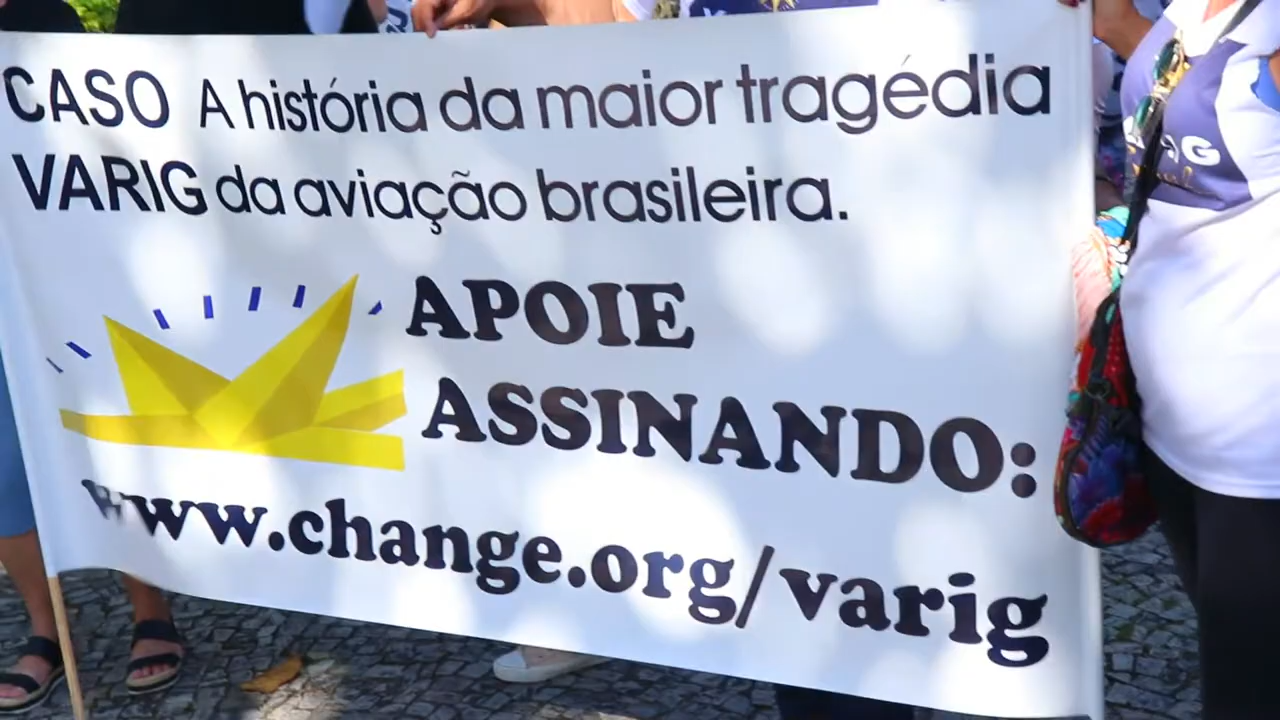 CASO A história da maior tragédia
VARIG da aviação brasileira.
APOIE
ASSINANDO:
www.change.org/varig